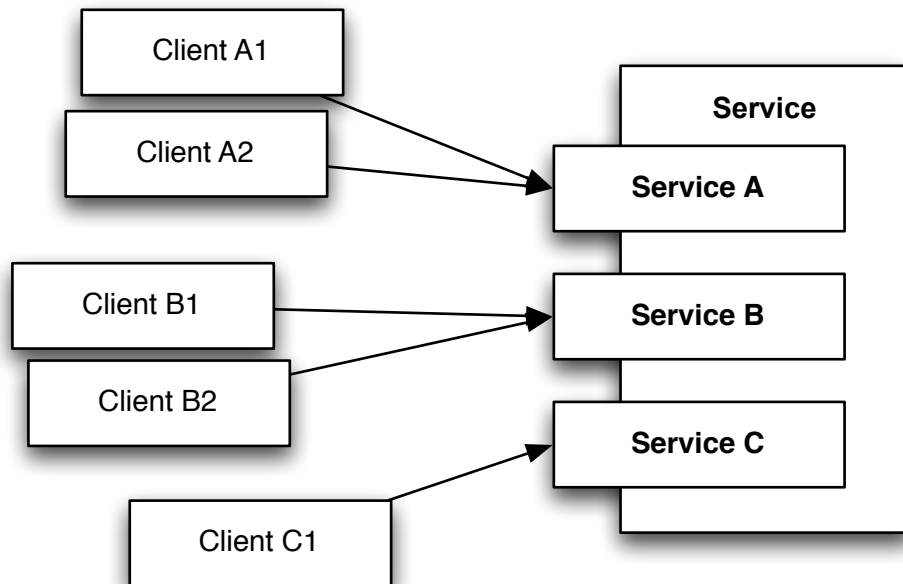 Client A1
Client A2
Client B1
Client B2
Client C1
Service
Service A
Service B
Service C